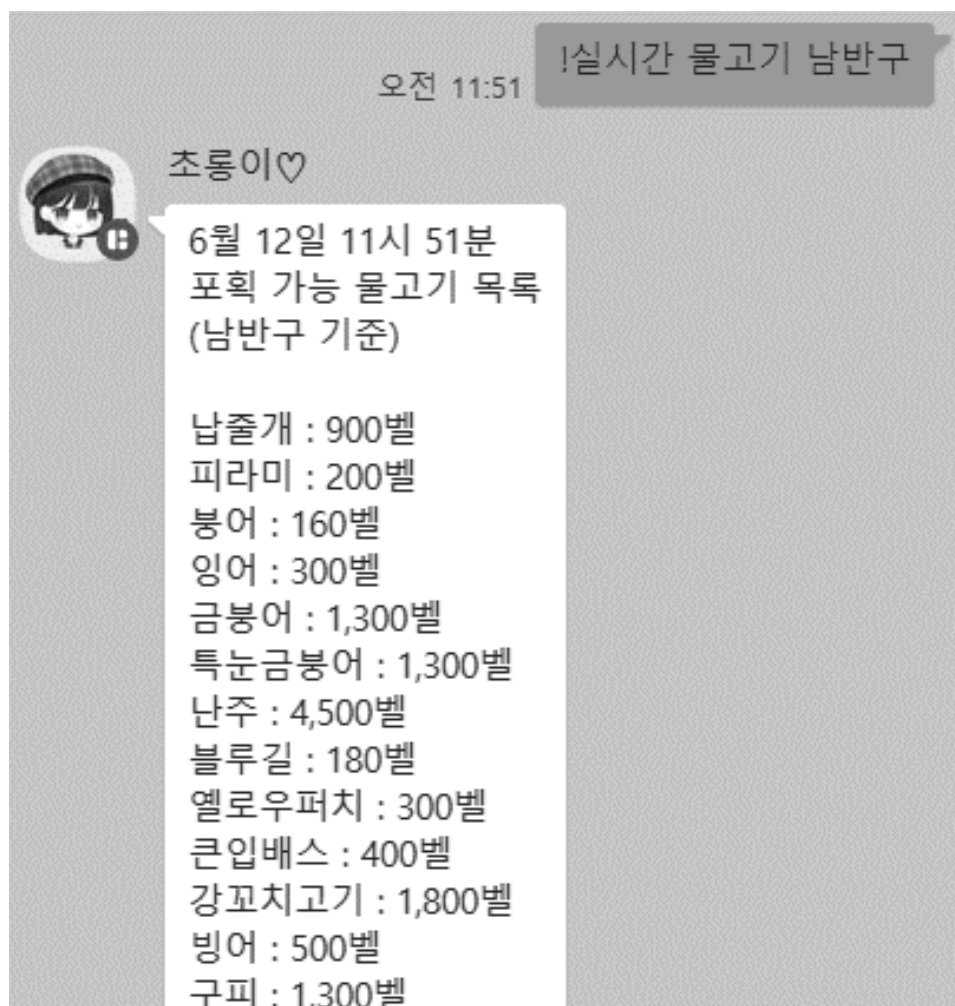 !실시간 물고기 남반구
오전 11:51
초롱이♡
6월 12일 11시 51분
포획 가능 물고기 목록
(남반구 기준)
납줄개 : 900벨
피라미 : 200벨
붕어 : 160벨
잉어 : 300벨
금붕어 : 1,300벨
툭눈금붕어 : 1,300벨
난주 : 4,500벨
블루길 : 180벨
옐로우퍼치 : 300벨
큰입배스 : 400벨
강꼬치고기 : 1,800벨
빙어 : 500벨
구피 : 1,300벨